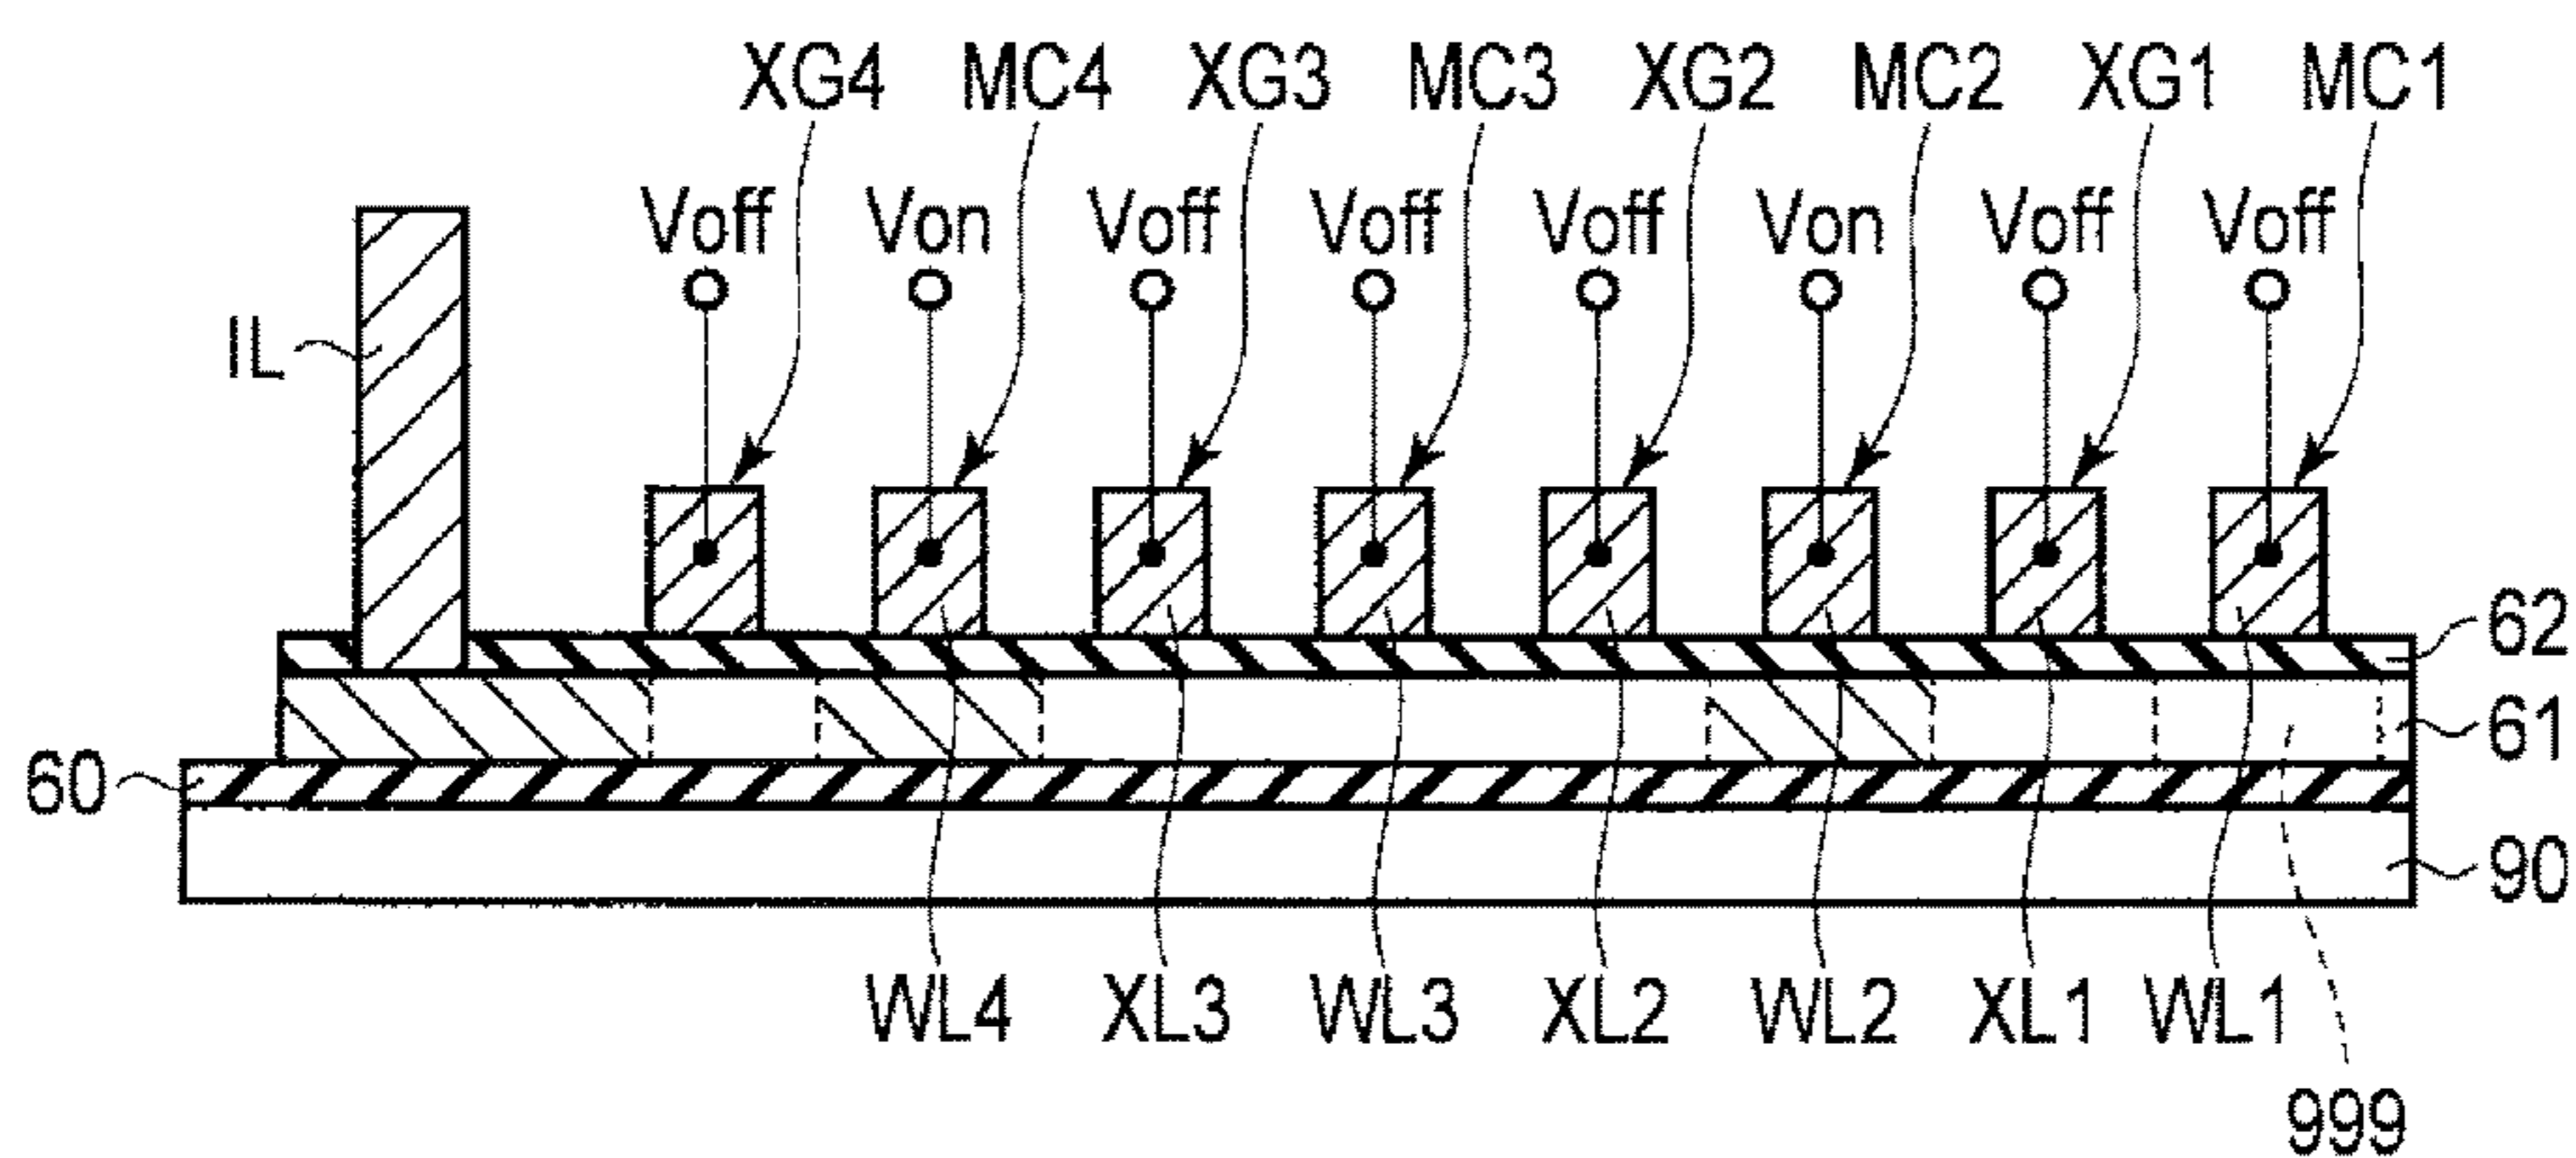 XG4 MC4 XG3 MC3 XG2 MC2 XG1 MC1
Voff Von Voff Voff Voff Von Voff Voff
IL
62
61
60
90
WL4 XL3 WL3 XL2 WL2 XL1 WL1
999